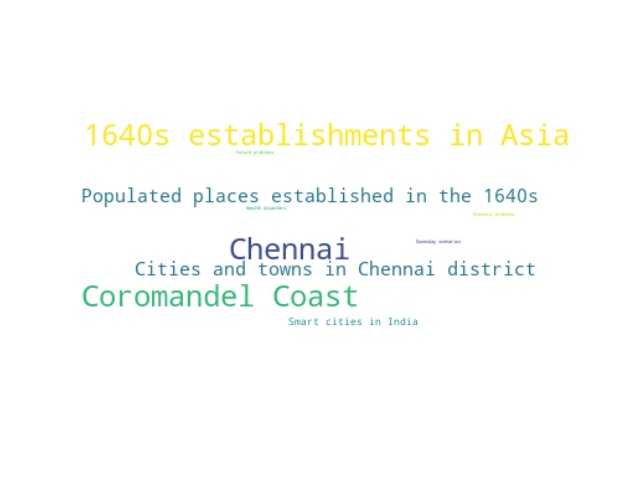 1640s establishments in Asia
Future problems
Populated places established in the 1640s
Health disasters
Existential problems
Doomsday scenarios
Chennai
Cities and towns in Chennai district
Coromandel Coast
Smart cities in India